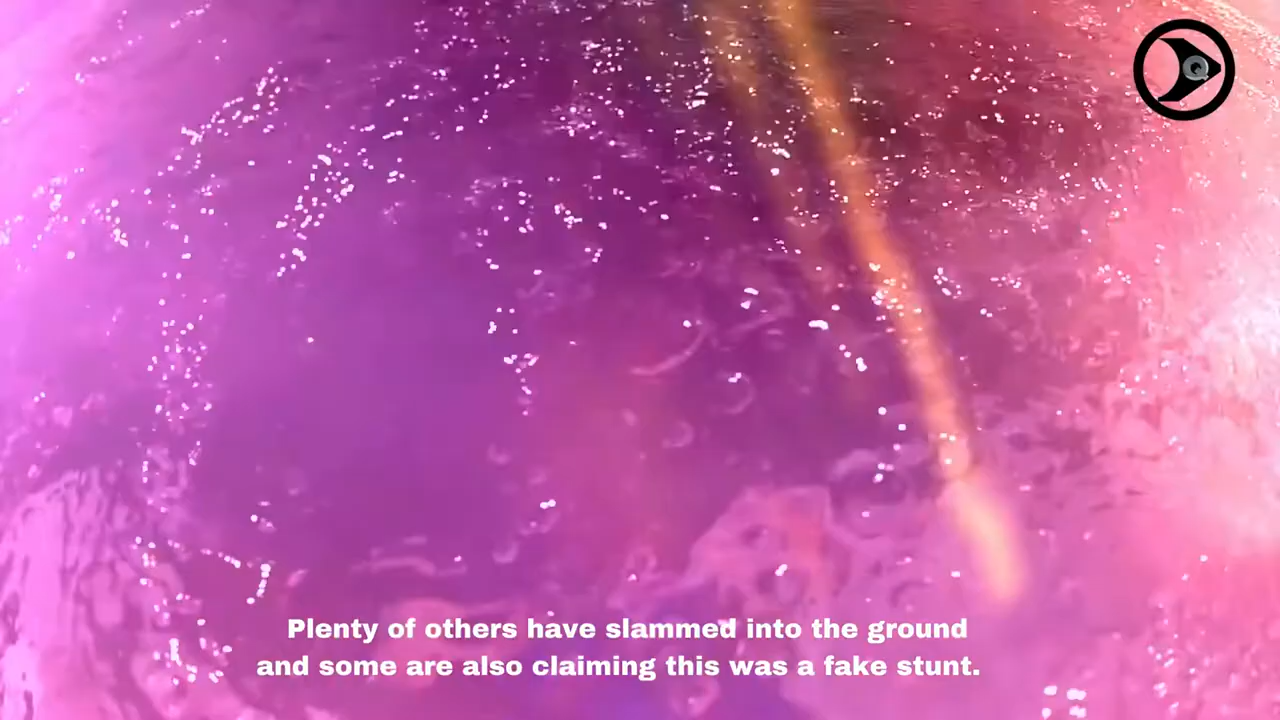 Q
Plenty of others have slammed into the ground
and some are also claiming this was a fake stunt.